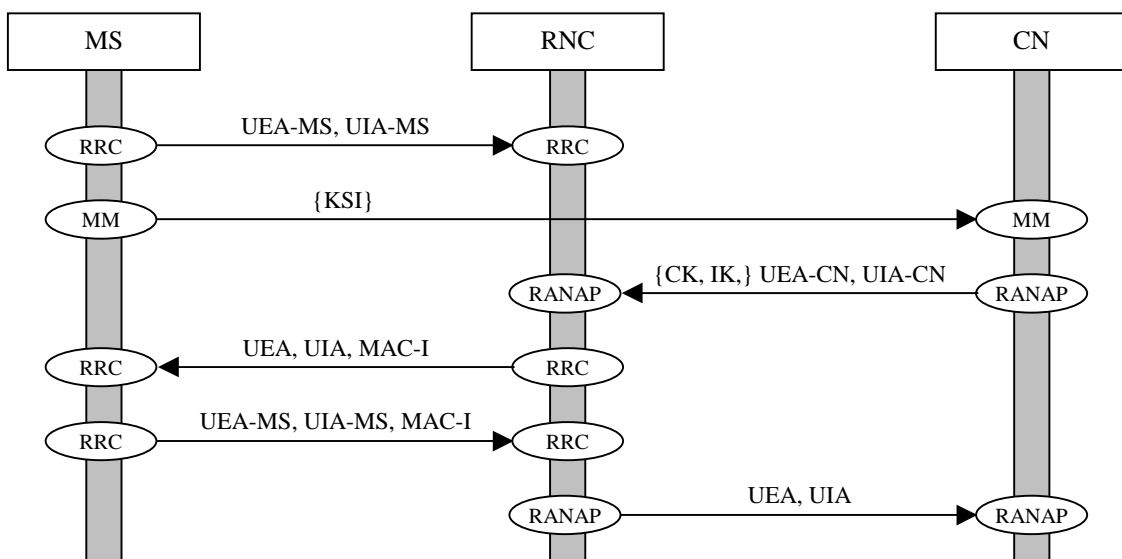 MS RNC CN
UEA-MS, UIA-MS
RRC RRC
{KSI}
MM MM
{CK, IK,} UEA-CN, UIA-CN
RANAP RANAP
UEA, UIA, MAC-I
RRC RRC
UEA-MS, UIA-MS, MAC-I
RRC RRC
UEA, UIA
RANAP RANAP